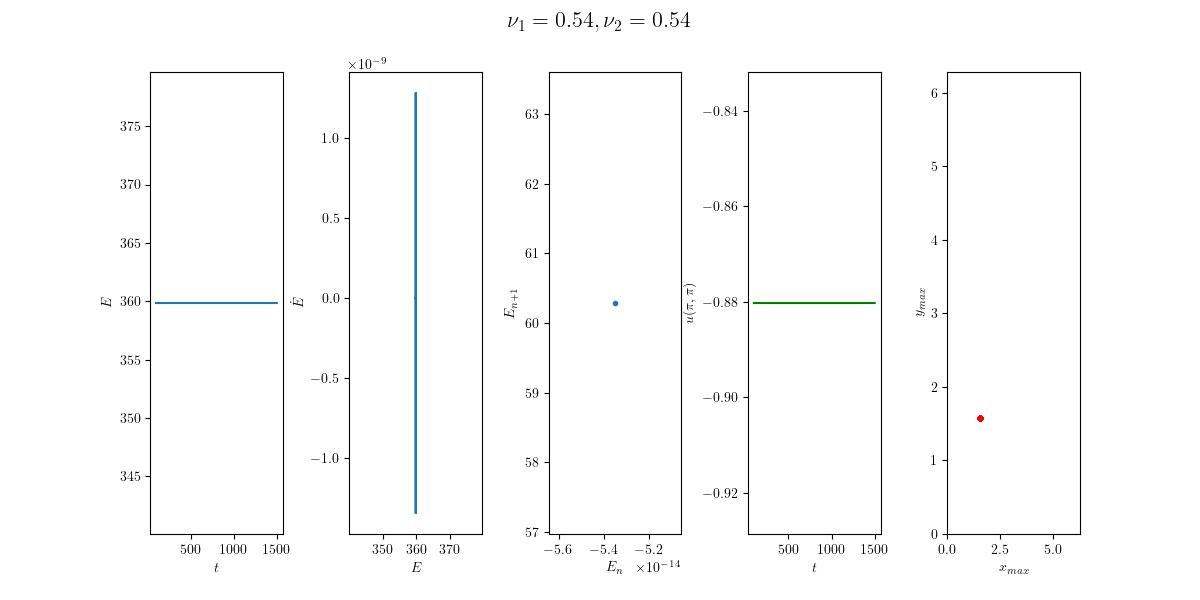 ν₁ = 0.54, ν₂ = 0.54
375
370
365
360
355
350
345
E
500 1000 1500
t
×10⁻⁹
1.0
0.5
0.0
−0.5
−1.0
Ė
350 360 370
E
63
62
61
60
59
58
57
Eₙ₊₁
−5.6 −5.4 −5.2
Eₙ ×10⁻¹⁴
−0.84
−0.86
−0.88
−0.90
−0.92
u(π, π)
500 1000 1500
t
6
5
4
3
2
1
0
y_max
0.0 2.5 5.0
x_max